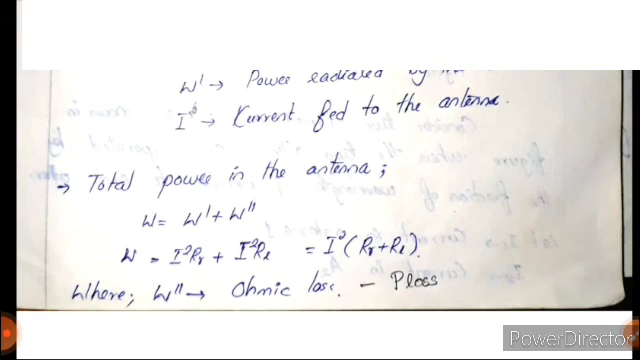 W' → Power radiated by
I → Current fed to the antenna.
→ Total power in the antenna;
W = W' + W"
W = I²Rr + I²Rl = I²(Rr+Rl).
Where; W" → Ohmic loss. - Ploss
PowerDirector